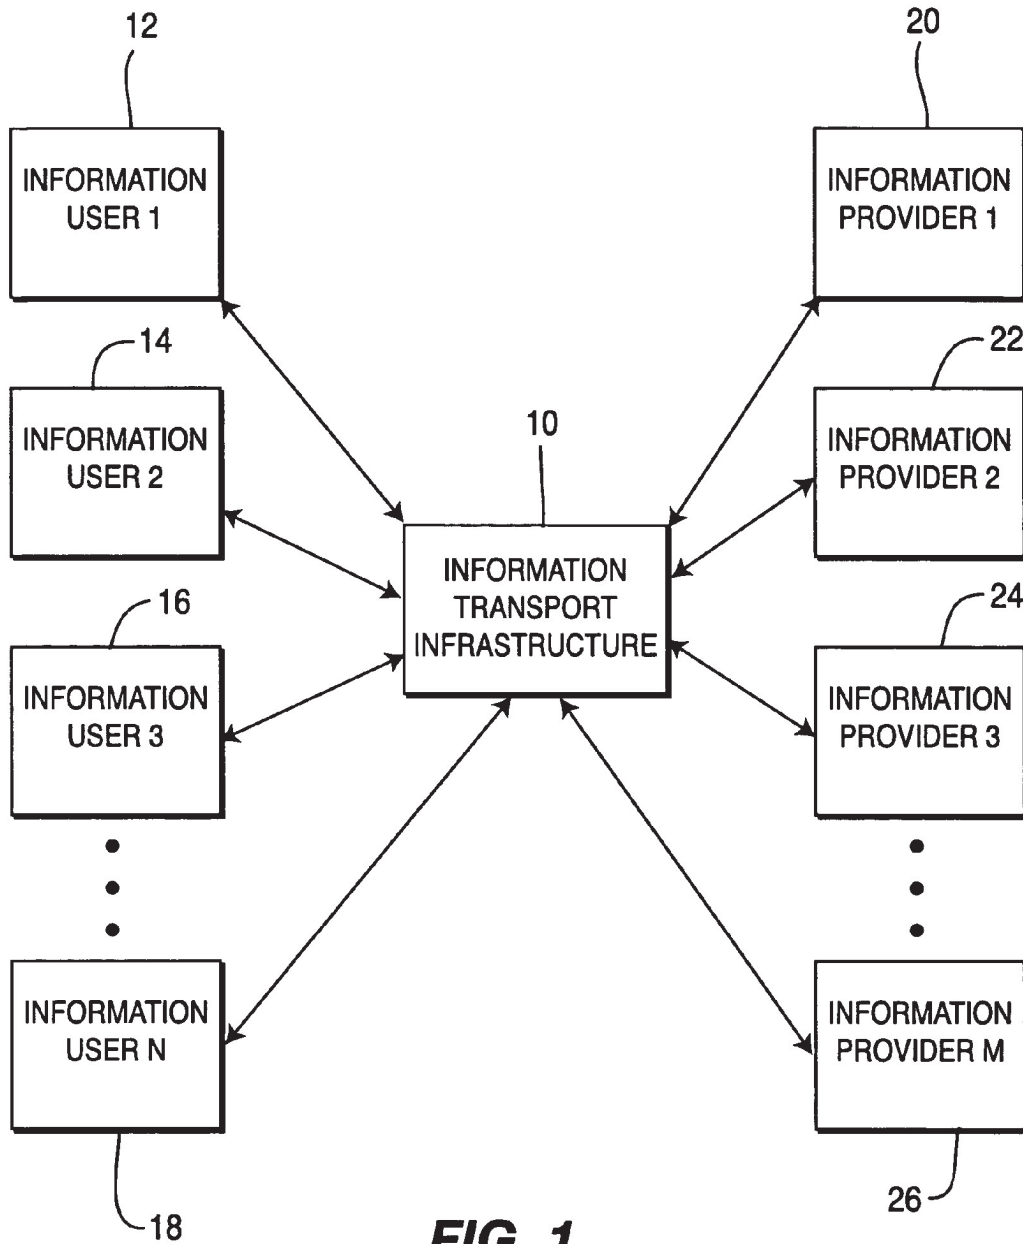 12
20
INFORMATION
USER 1
INFORMATION
PROVIDER 1
14
22
INFORMATION
USER 2
INFORMATION
PROVIDER 2
10
INFORMATION
TRANSPORT
INFRASTRUCTURE
16
24
INFORMATION
USER 3
INFORMATION
PROVIDER 3
INFORMATION
USER N
INFORMATION
PROVIDER M
18
26
FIG. 1